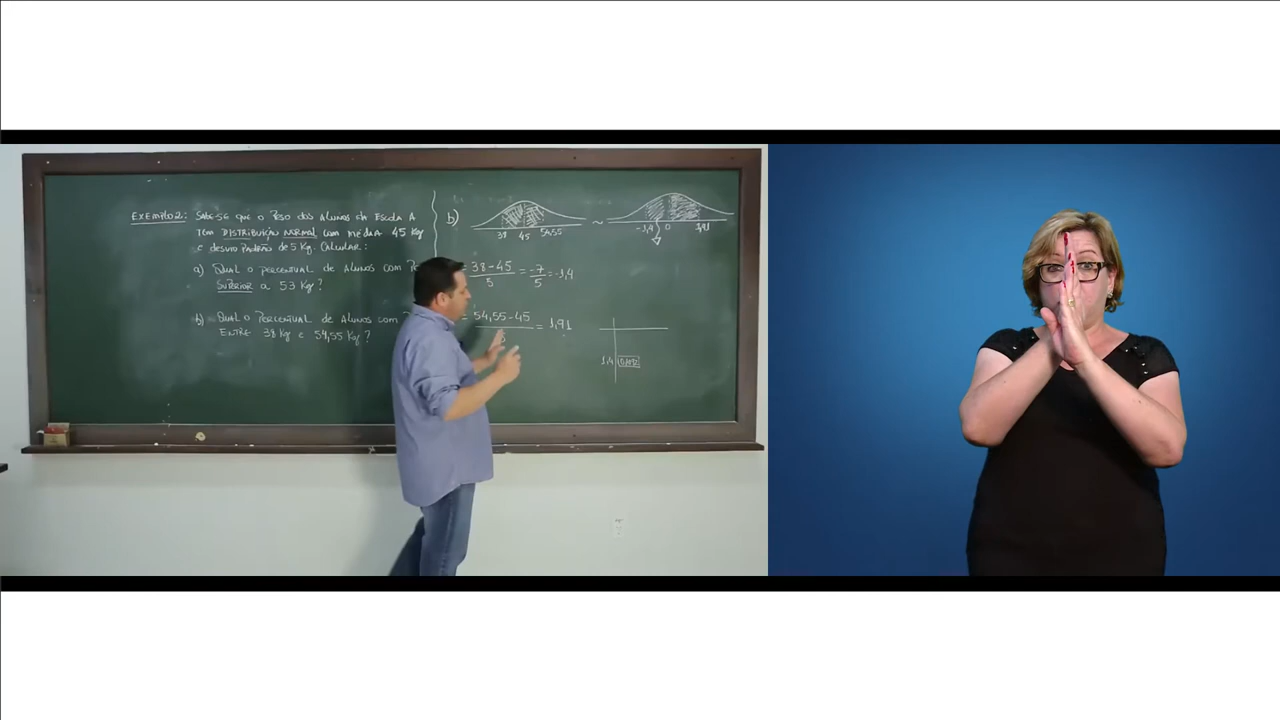 EXEMPLO 2: SABE-SE QUE O PESO DOS ALUNOS DA ESCOLA A
TEM DISTRIBUIÇÃO NORMAL COM MÉDIA 45 Kg
E DESVIO PADRÃO DE 5 Kg. CALCULAR:
a) QUAL O PERCENTUAL DE ALUNOS COM
SUPERIOR a 53 Kg?
b) QUAL O PERCENTUAL DE ALUNOS COM
ENTRE 38 Kg E 54,55 Kg?
b)
38 45 54,55
~
-1,4 0 1,91
= 38-45 / 5 = -7 / 5 = -1,4
= 54,55-45 = 1,91
1,4